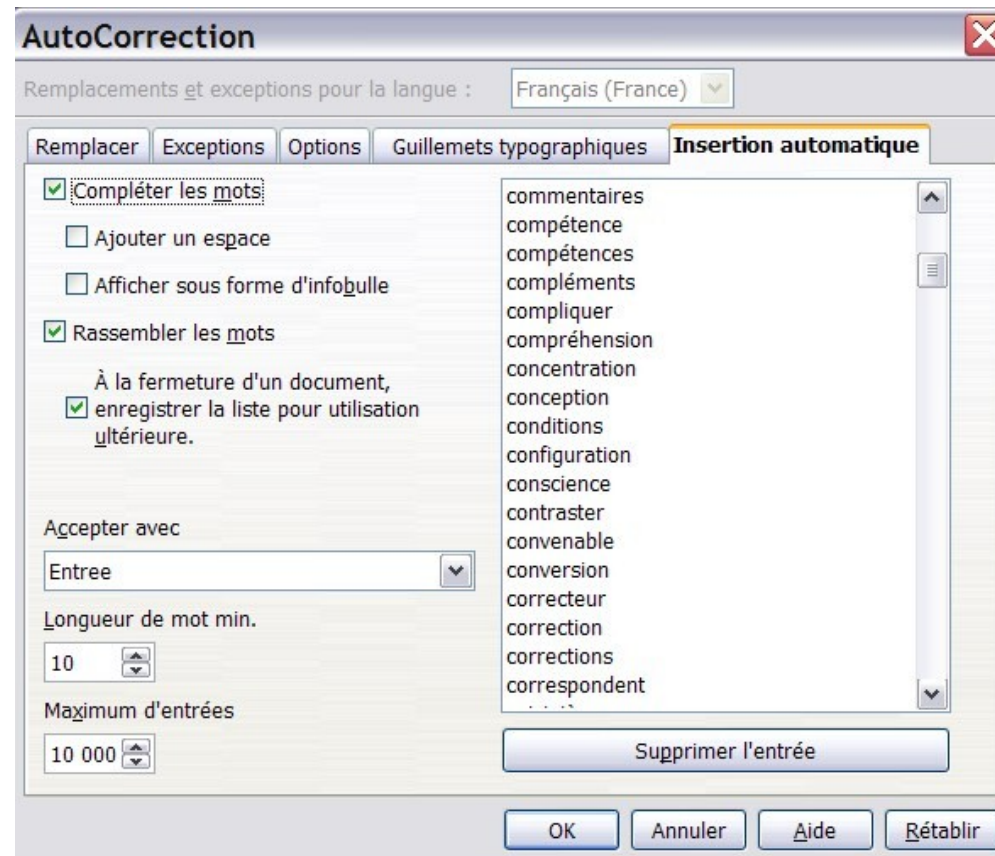 AutoCorrection
Remplacements et exceptions pour la langue : Français (France)
Remplacer Exceptions Options Guillemets typographiques Insertion automatique
Compléter les mots
Ajouter un espace
Afficher sous forme d'infobulle
Rassembler les mots
À la fermeture d'un document,
enregistrer la liste pour utilisation
ultérieure.
Accepter avec
Entree
Longueur de mot min.
10
Maximum d'entrées
10 000
commentaires
compétence
compétences
compléments
compliquer
compréhension
concentration
conception
conditions
configuration
conscience
contraster
convenable
conversion
correcteur
correction
corrections
correspondent
Supprimer l'entrée
OK Annuler Aide Rétablir